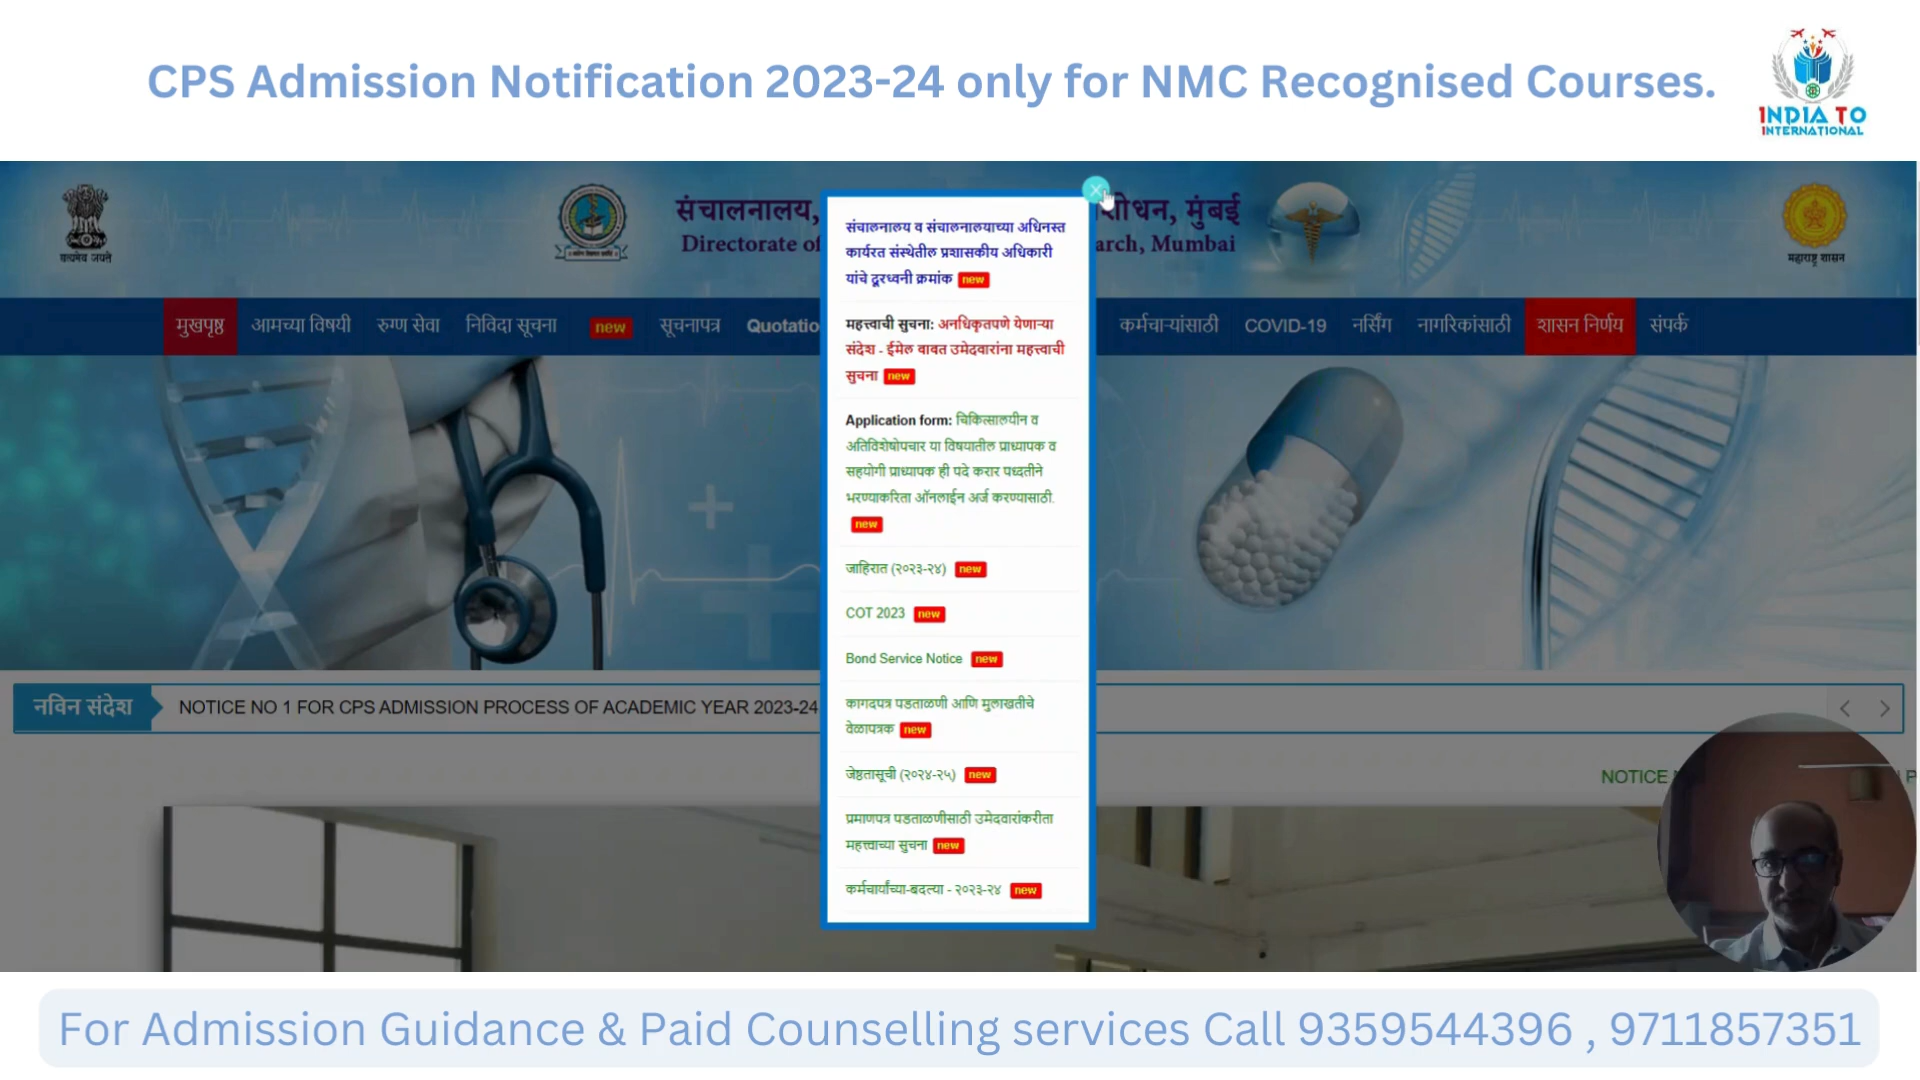 CPS Admission Notification 2023-24 only for NMC Recognised Courses.
INDIA TO
INTERNATIONAL
सत्यमेव जयते
संचालनालय,
शोधन, मुंबई
Directorate of
arch, Mumbai
महाराष्ट्र शासन
मुखपृष्ठ
आमच्या विषयी
रुग्ण सेवा
निविदा सूचना
new
सूचनापत्र
Quotatio
कर्मचाऱ्यांसाठी
COVID-19
नर्सिंग
नागरिकांसाठी
शासन निर्णय
संपर्क
संचालनालय व संचालनालयाच्या अधिनस्त
कार्यरत संस्थेतील प्रशासकीय अधिकारी
यांचे दूरध्वनी क्रमांक new
महत्त्वाची सुचना: अनधिकृतपणे येणाऱ्या
संदेश - ईमेल बाबत उमेदवारांना महत्त्वाची
सुचना new
Application form: चिकित्सालयीन व
अतिविशेषोपचार या विषयातील प्राध्यापक व
सहयोगी प्राध्यापक ही पदे करार पध्दतीने
भरण्याकरिता ऑनलाईन अर्ज करण्यासाठी.
new
जाहिरात (२०२३-२४) new
COT 2023 new
Bond Service Notice new
कागदपत्र पडताळणी आणि मुलाखतीचे
वेळापत्रक new
जेष्ठतासूची (२०२४-२५) new
प्रमाणपत्र पडताळणीसाठी उमेदवारांकरीता
महत्त्वाच्या सुचना new
कर्मचार्यांच्या-बदल्या - २०२३-२४ new
नविन संदेश
NOTICE NO 1 FOR CPS ADMISSION PROCESS OF ACADEMIC YEAR 2023-24
NOTICE
P
For Admission Guidance & Paid Counselling services Call 9359544396 , 9711857351